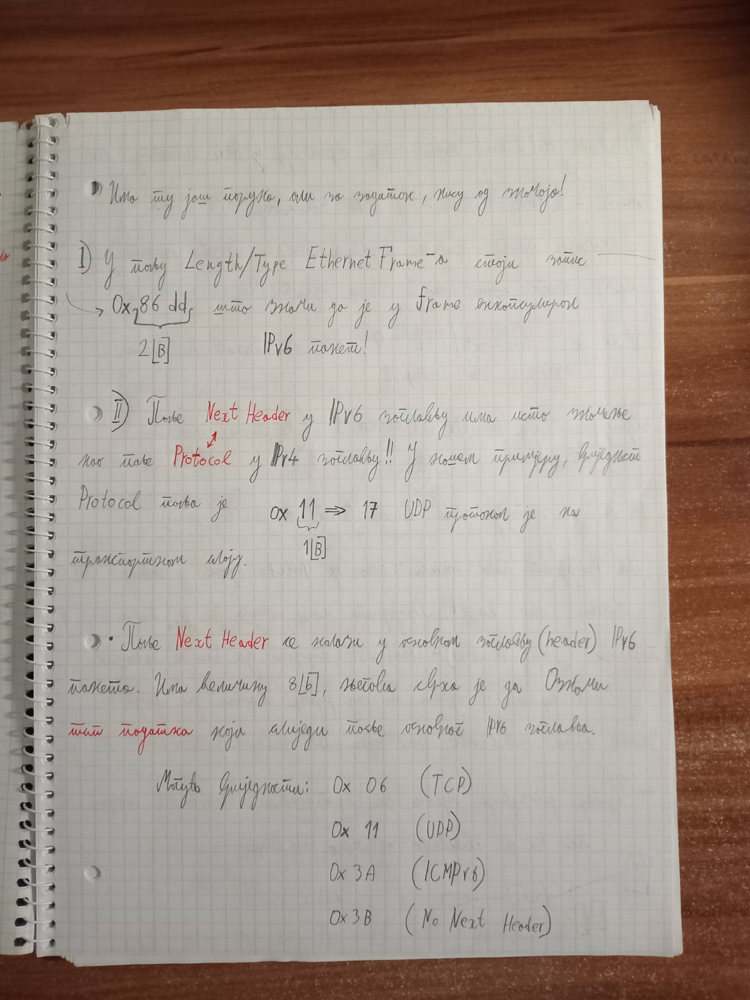 Има ту још порука, али за задатак, нису од значаја!
I) У пољу Length/Type Ethernet Frame-а стоји запис
→ 0x 86 dd, што значи да је у frame енкапсулиран
2[B] IPv6 пакет!
II) Поље Next Header у IPv6 заглављу има исто значење
као поље Protocol у IPv4 заглављу!! У нашем примјеру, вриједност
Protocol поља је 0x 11 ⇒ 17 UDP протокол је на
1[B]
транспортном слоју.
• Поље Next Header се налази у основном заглављу (header) IPv6
пакета. Има величину 8[b], његова сврха је да Означи
тип податка који слиједи после основног IPv6 заглавља.
Могуће вриједности: 0x 06 (TCP)
0x 11 (UDP)
0x 3A (ICMPv6)
0x 3B (No Next Header)